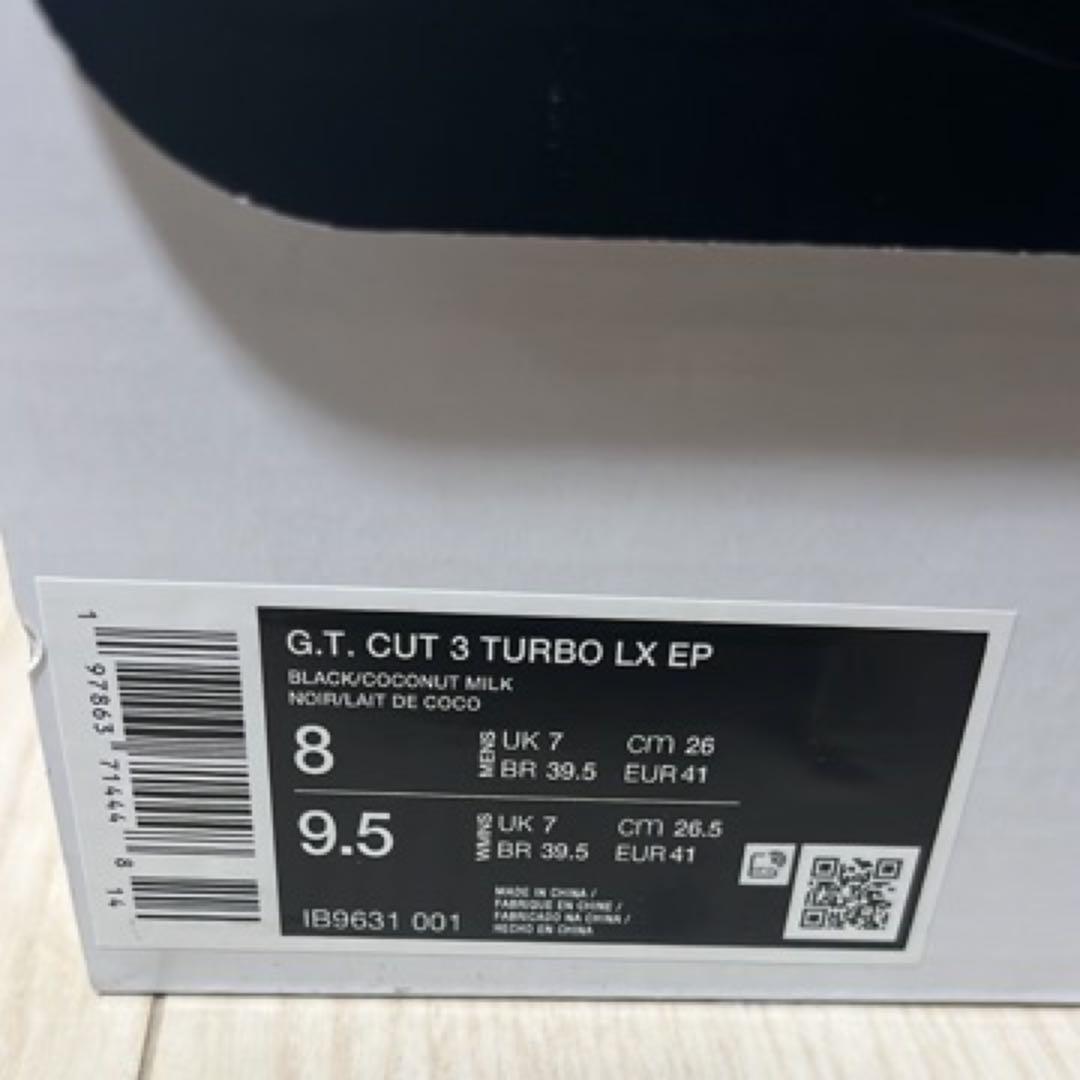 G.T. CUT 3 TURBO LX EP
BLACK/COCONUT MILK
NOIR/LAIT DE COCO
8
MENS
UK 7
cm 26
BR 39.5
EUR 41
9.5
WMNS
UK 7
cm 26.5
BR 39.5
EUR 41
IB9631 001
MADE IN CHINA /
FABRIQUE EN CHINE /
FABRICADO NA CHINA /
HECHO EN CHINA
1 97863 71444 8 14